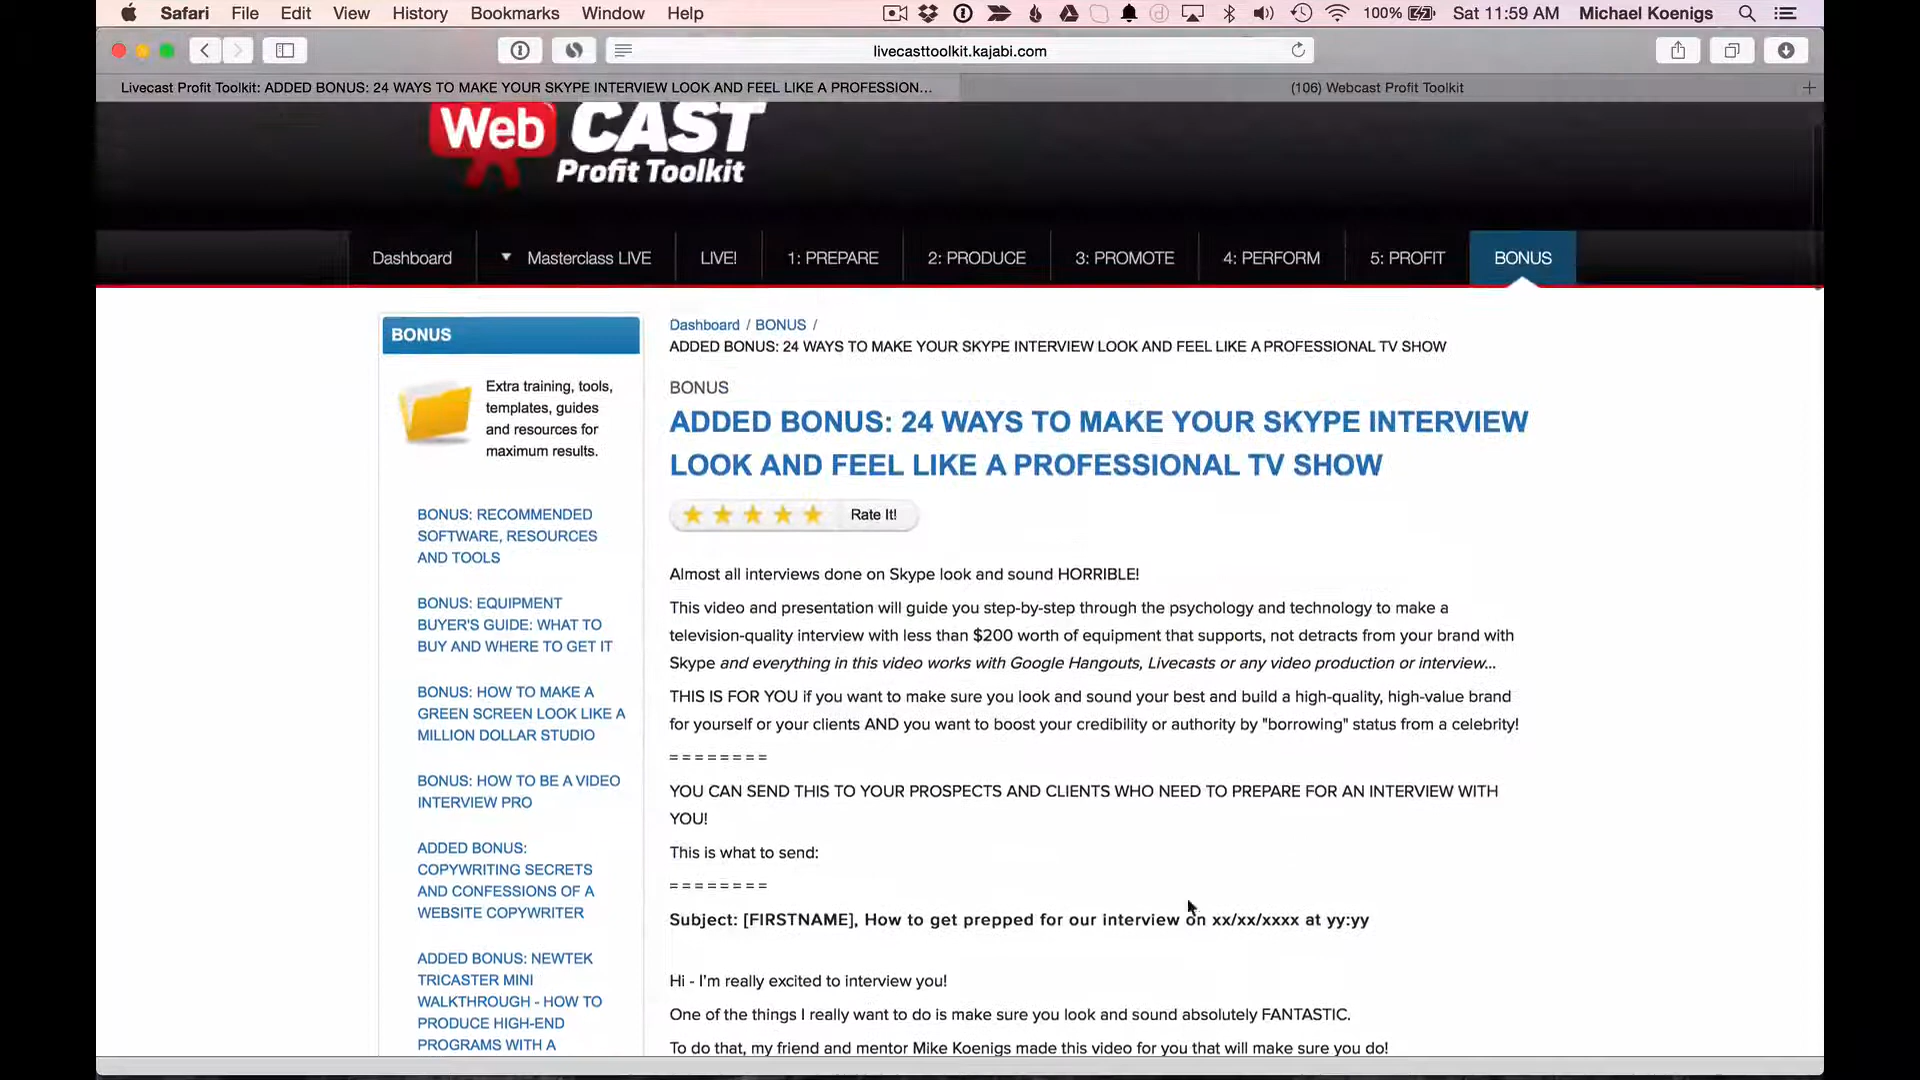 Safari File Edit View History Bookmarks Window Help 100% Sat 11:59 AM Michael Koenigs
livecasttoolkit.kajabi.com
Livecast Profit Toolkit: ADDED BONUS: 24 WAYS TO MAKE YOUR SKYPE INTERVIEW LOOK AND FEEL LIKE A PROFESSION... (106) Webcast Profit Toolkit
Web CAST
Profit Toolkit
Dashboard Masterclass LIVE LIVE! 1: PREPARE 2: PRODUCE 3: PROMOTE 4: PERFORM 5: PROFIT BONUS
BONUS
Extra training, tools,
templates, guides
and resources for
maximum results.
BONUS: RECOMMENDED
SOFTWARE, RESOURCES
AND TOOLS
BONUS: EQUIPMENT
BUYER'S GUIDE: WHAT TO
BUY AND WHERE TO GET IT
BONUS: HOW TO MAKE A
GREEN SCREEN LOOK LIKE A
MILLION DOLLAR STUDIO
BONUS: HOW TO BE A VIDEO
INTERVIEW PRO
ADDED BONUS:
COPYWRITING SECRETS
AND CONFESSIONS OF A
WEBSITE COPYWRITER
ADDED BONUS: NEWTEK
TRICASTER MINI
WALKTHROUGH - HOW TO
PRODUCE HIGH-END
PROGRAMS WITH A
Dashboard / BONUS /
ADDED BONUS: 24 WAYS TO MAKE YOUR SKYPE INTERVIEW LOOK AND FEEL LIKE A PROFESSIONAL TV SHOW
BONUS
ADDED BONUS: 24 WAYS TO MAKE YOUR SKYPE INTERVIEW
LOOK AND FEEL LIKE A PROFESSIONAL TV SHOW
Rate It!
Almost all interviews done on Skype look and sound HORRIBLE!
This video and presentation will guide you step-by-step through the psychology and technology to make a
television-quality interview with less than $200 worth of equipment that supports, not detracts from your brand with
Skype and everything in this video works with Google Hangouts, Livecasts or any video production or interview...
THIS IS FOR YOU if you want to make sure you look and sound your best and build a high-quality, high-value brand
for yourself or your clients AND you want to boost your credibility or authority by "borrowing" status from a celebrity!
= = = = = = = =
YOU CAN SEND THIS TO YOUR PROSPECTS AND CLIENTS WHO NEED TO PREPARE FOR AN INTERVIEW WITH
YOU!
This is what to send:
= = = = = = = =
Subject: [FIRSTNAME], How to get prepped for our interview on xx/xx/xxxx at yy:yy
Hi - I'm really excited to interview you!
One of the things I really want to do is make sure you look and sound absolutely FANTASTIC.
To do that, my friend and mentor Mike Koenigs made this video for you that will make sure you do!